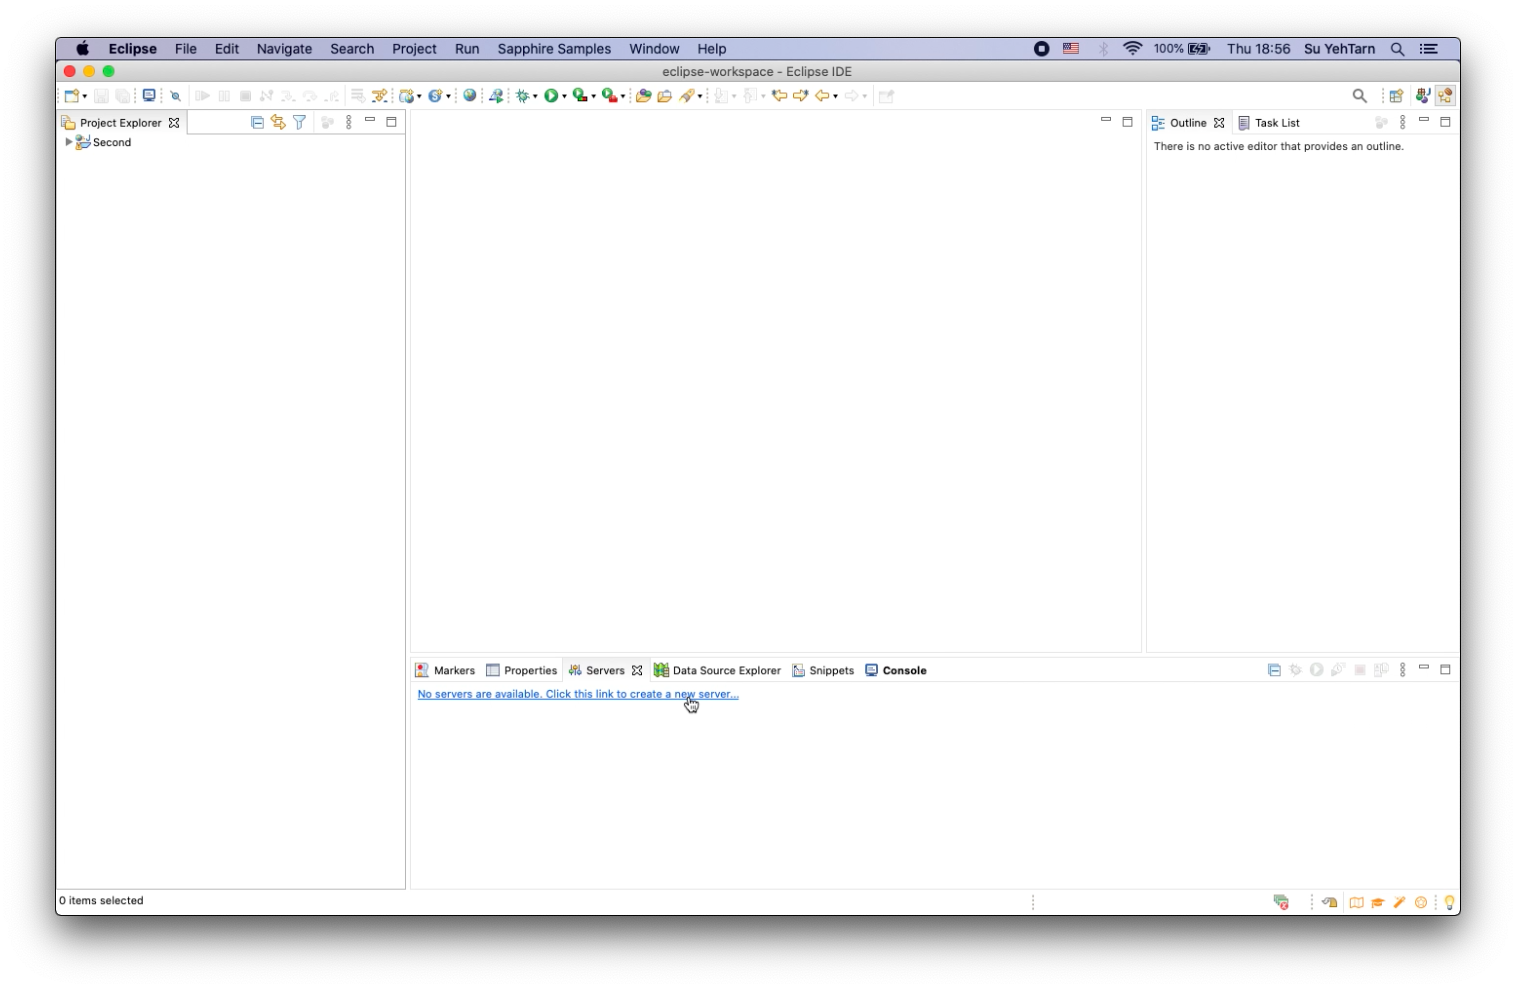 Eclipse File Edit Navigate Search Project Run Sapphire Samples Window Help 100% Thu 18:56 Su YehTarn
eclipse-workspace - Eclipse IDE
Project Explorer
Outline Task List
Second
There is no active editor that provides an outline.
Markers Properties Servers Data Source Explorer Snippets Console
No servers are available. Click this link to create a new server...
0 items selected